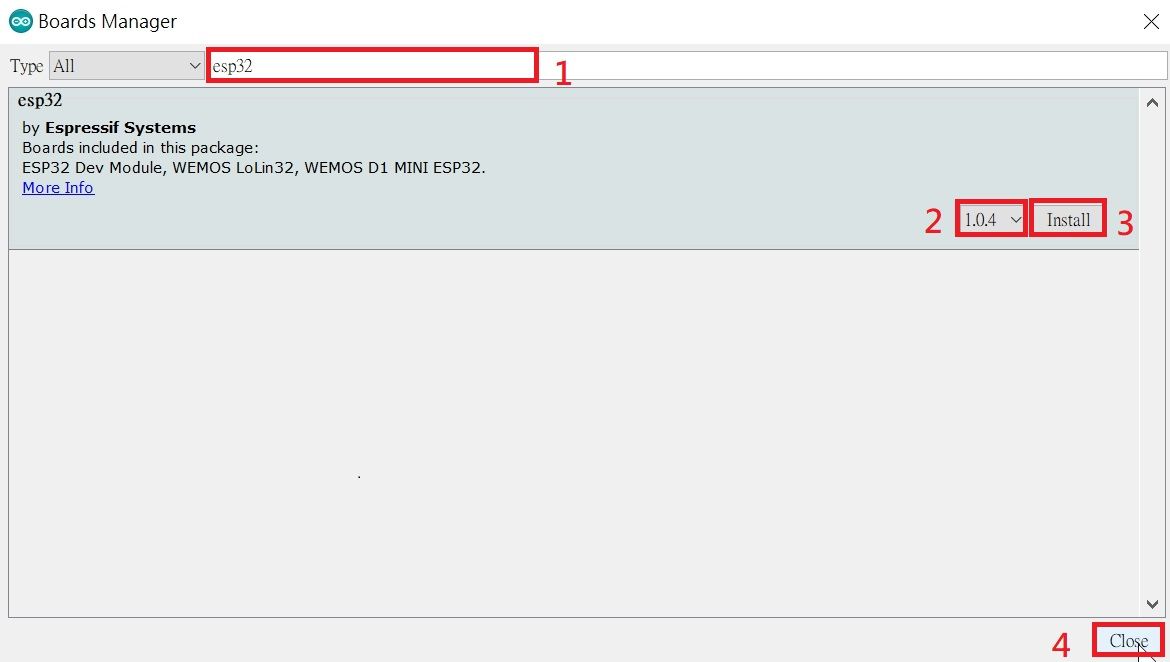 Boards Manager
Type All esp32 1
esp32
by Espressif Systems
Boards included in this package:
ESP32 Dev Module, WEMOS LoLin32, WEMOS D1 MINI ESP32.
More Info
2 1.0.4 Install 3
4 Close